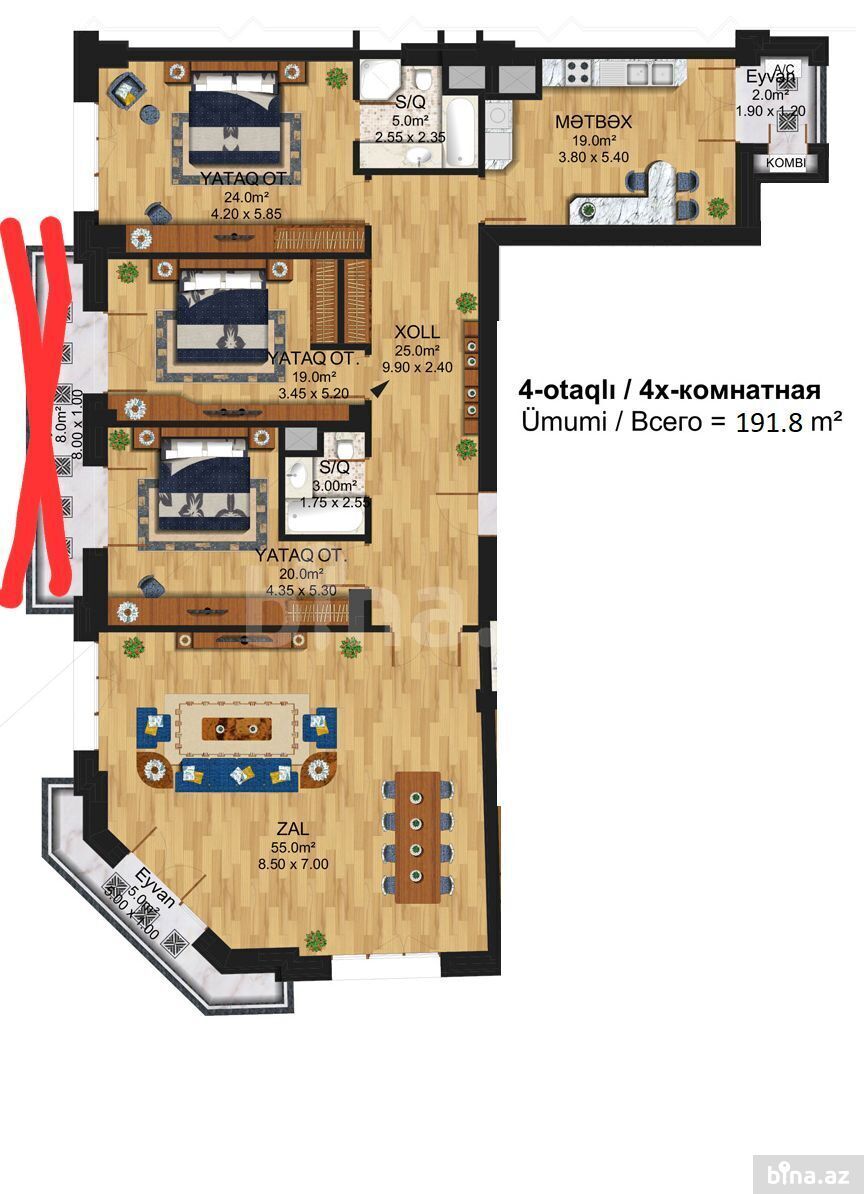 S/Q
5.0m²
2.55 x 2.35
A/C
Eyvan
2.0m²
1.90 x 1.20
KOMBI
MƏTBƏX
19.0m²
3.80 x 5.40
YATAQ OT.
24.0m²
4.20 x 5.85
XOLL
25.0m²
9.90 x 2.40
YATAQ OT.
19.0m²
3.45 x 5.20
8.0m²
8.00 x 1.00
4-otaqlı / 4х-комнатная
Ümumi / Всего = 191.8 m²
S/Q
3.00m²
1.75 x 2.55
YATAQ OT.
20.0m²
4.35 x 5.30
bina.
ZAL
55.0m²
8.50 x 7.00
Eyvan
5.0m²
5.00 x 1.00
bina.az